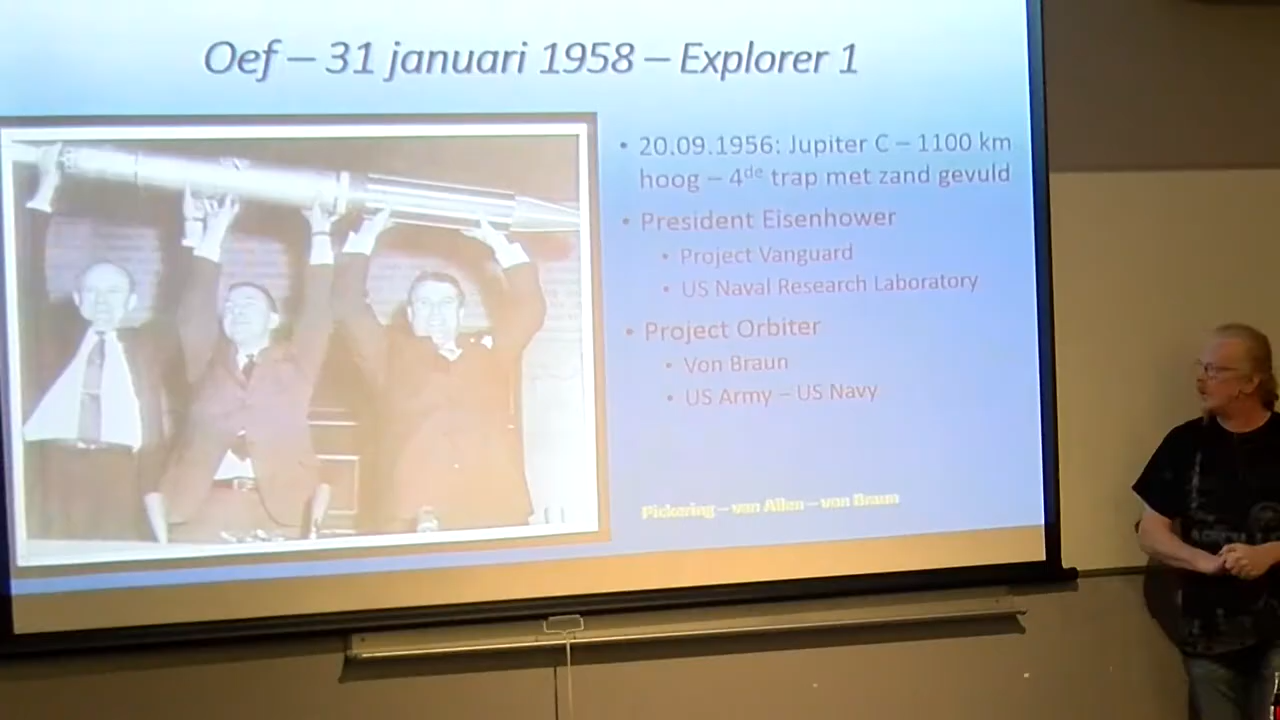 Oef – 31 januari 1958 – Explorer 1
• 20.09.1956: Jupiter C – 1100 km
hoog – 4de trap met zand gevuld
• President Eisenhower
• Project Vanguard
• US Naval Research Laboratory
• Project Orbiter
• Von Braun
• US Army – US Navy
Pickering – van Allen – von Braun